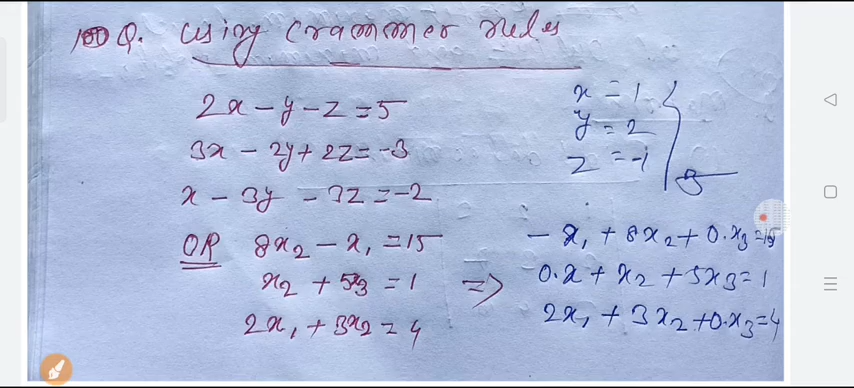 Q. Using Crammer rules
2x - y - z = 5
3x - 2y + 2z = -3
x - 3y - 3z = -2
x = 1
y = 2
z = -1
OR 8x₂ - x₁ = 15
x₂ + 5x₃ = 1
2x₁ + 3x₂ = 4
⇒
- x₁ + 8x₂ + 0.x₃ = 15
0.x + x₂ + 5x₃ = 1
2x₁ + 3x₂ + 0.x₃ = 4